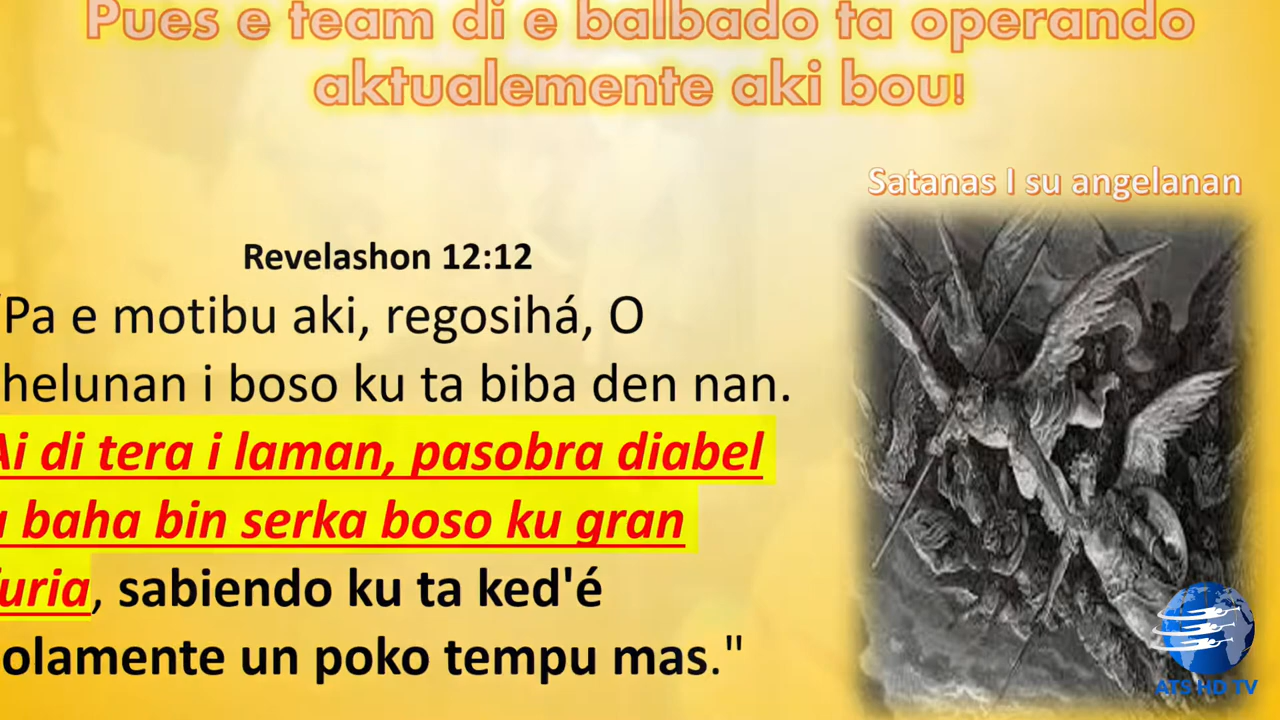 Pues e team di e balbado ta operando
aktualemente aki bou!
Satanas I su angelanan
Revelashon 12:12
"Pa e motibu aki, regosihá, O
helunan i boso ku ta biba den nan.
Ai di tera i laman, pasobra diabel
a baha bin serka boso ku gran
furia, sabiendo ku ta ked'é
olamente un poko tempu mas."
ATS HD TV